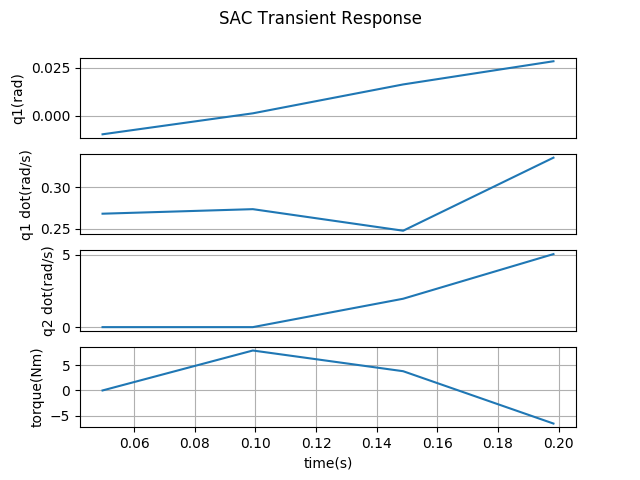 SAC Transient Response
q1(rad)
0.025
0.000
q1 dot(rad/s)
0.30
0.25
q2 dot(rad/s)
5
0
torque(Nm)
5
0
−5
0.06 0.08 0.10 0.12 0.14 0.16 0.18 0.20
time(s)